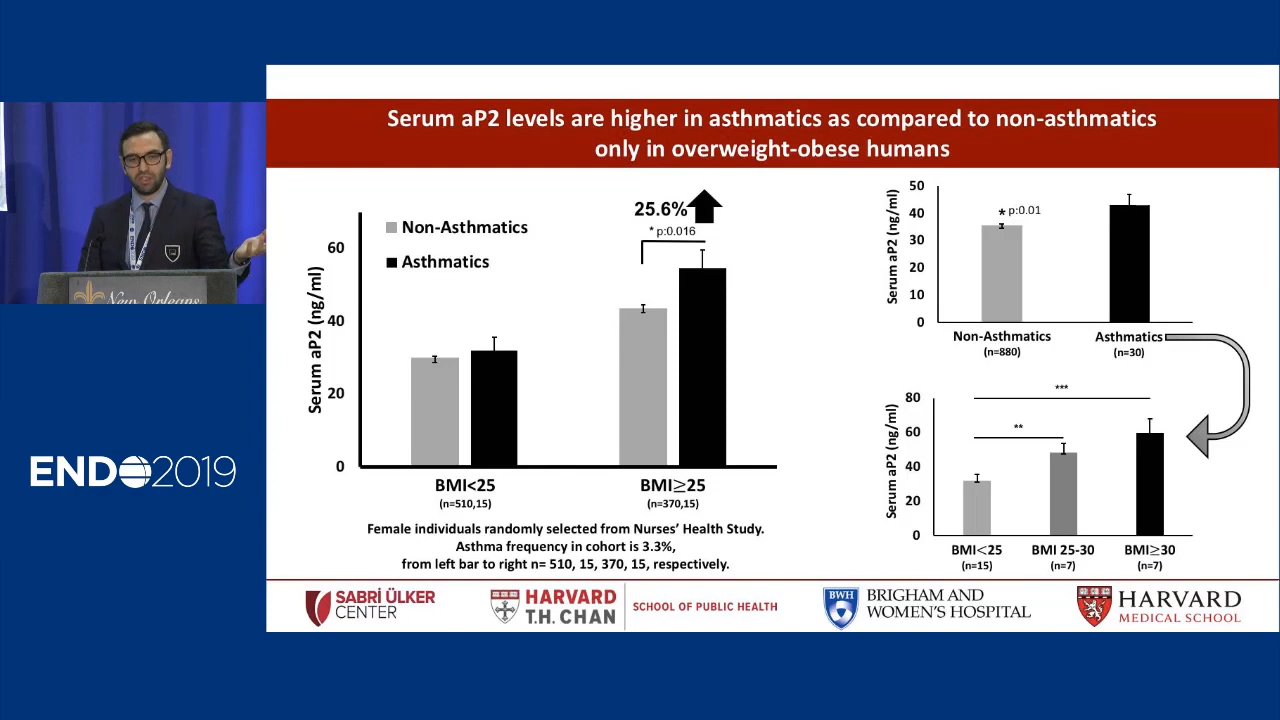 Serum aP2 levels are higher in asthmatics as compared to non-asthmatics
only in overweight-obese humans
Serum aP2 (ng/ml)
60
40
20
0
Non-Asthmatics
Asthmatics
25.6%
* p:0.016
BMI<25
(n=510,15)
BMI≥25
(n=370,15)
Female individuals randomly selected from Nurses’ Health Study.
Asthma frequency in cohort is 3.3%,
from left bar to right n= 510, 15, 370, 15, respectively.
Serum aP2 (ng/ml)
50
40
30
20
10
0
* p:0.01
Non-Asthmatics
(n=880)
Asthmatics
(n=30)
Serum aP2 (ng/ml)
80
60
40
20
0
***
**
BMI<25
(n=15)
BMI 25-30
(n=7)
BMI≥30
(n=7)
New Orleans
END 2019
SABRİ ÜLKER
CENTER
HARVARD
T.H. CHAN
SCHOOL OF PUBLIC HEALTH
BWH
BRIGHAM AND
WOMEN'S HOSPITAL
HARVARD
MEDICAL SCHOOL